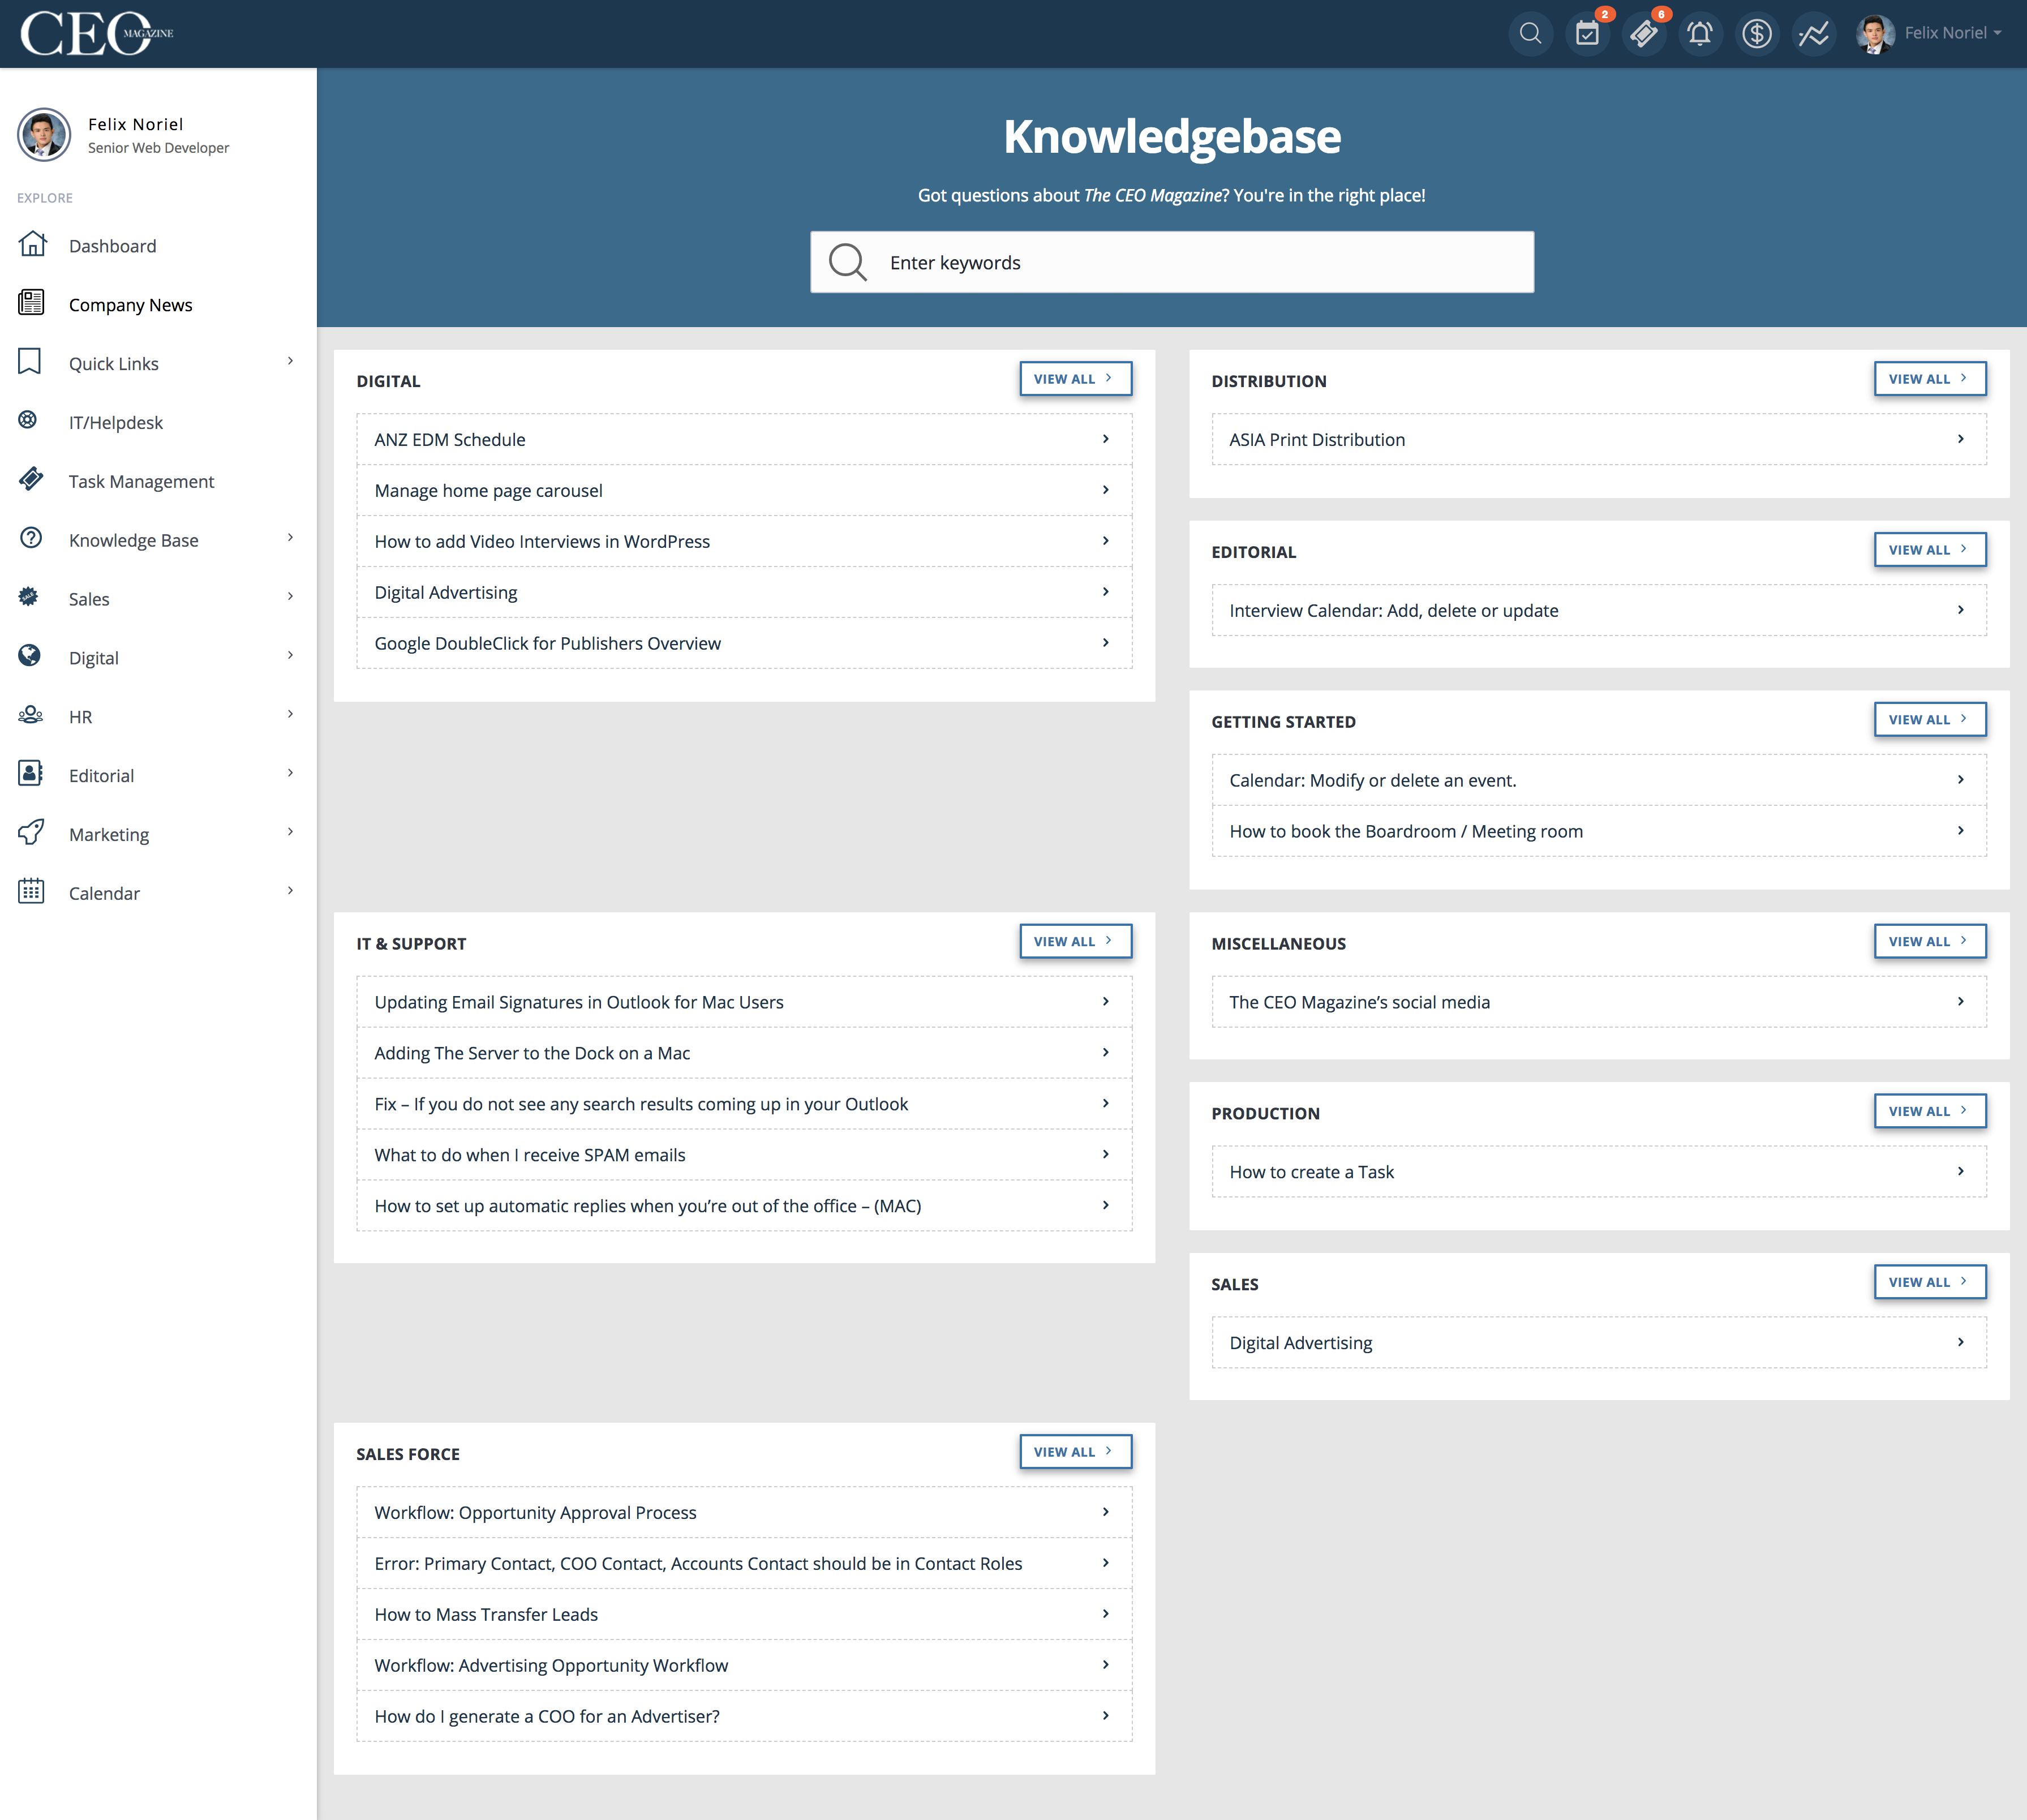 CEO MAGAZINE
2
6
Felix Noriel
Felix Noriel
Senior Web Developer
EXPLORE
Dashboard
Company News
Quick Links
IT/Helpdesk
Task Management
Knowledge Base
Sales
Digital
HR
Editorial
Marketing
Calendar
Knowledgebase
Got questions about The CEO Magazine? You're in the right place!
Enter keywords
DIGITAL
VIEW ALL
ANZ EDM Schedule
Manage home page carousel
How to add Video Interviews in WordPress
Digital Advertising
Google DoubleClick for Publishers Overview
DISTRIBUTION
VIEW ALL
ASIA Print Distribution
EDITORIAL
VIEW ALL
Interview Calendar: Add, delete or update
GETTING STARTED
VIEW ALL
Calendar: Modify or delete an event.
How to book the Boardroom / Meeting room
IT & SUPPORT
VIEW ALL
Updating Email Signatures in Outlook for Mac Users
Adding The Server to the Dock on a Mac
Fix – If you do not see any search results coming up in your Outlook
What to do when I receive SPAM emails
How to set up automatic replies when you’re out of the office – (MAC)
MISCELLANEOUS
VIEW ALL
The CEO Magazine’s social media
PRODUCTION
VIEW ALL
How to create a Task
SALES
VIEW ALL
Digital Advertising
SALES FORCE
VIEW ALL
Workflow: Opportunity Approval Process
Error: Primary Contact, COO Contact, Accounts Contact should be in Contact Roles
How to Mass Transfer Leads
Workflow: Advertising Opportunity Workflow
How do I generate a COO for an Advertiser?